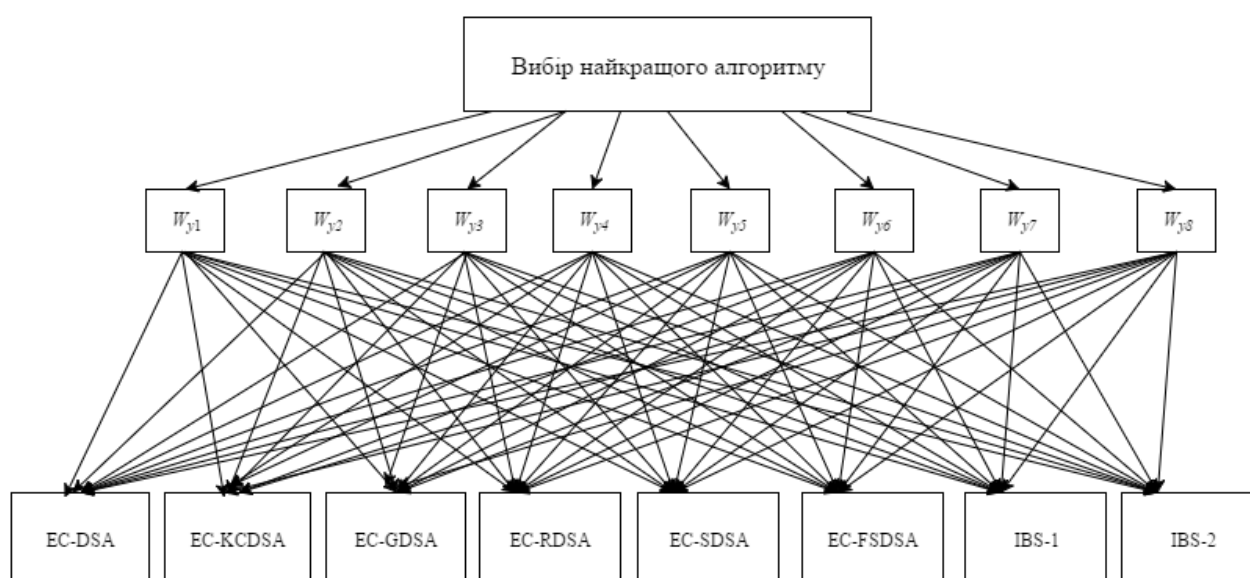 Вибір найкращого алгоритму
Wy1 Wy2 Wy3 Wy4 Wy5 Wy6 Wy7 Wy8
EC-DSA EC-KCDSA EC-GDSA EC-RDSA EC-SDSA EC-FSDSA IBS-1 IBS-2